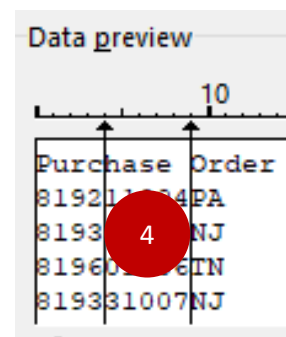 Data preview
10
Purchase Order
PA
8193 4 NJ
TN
819331007NJ